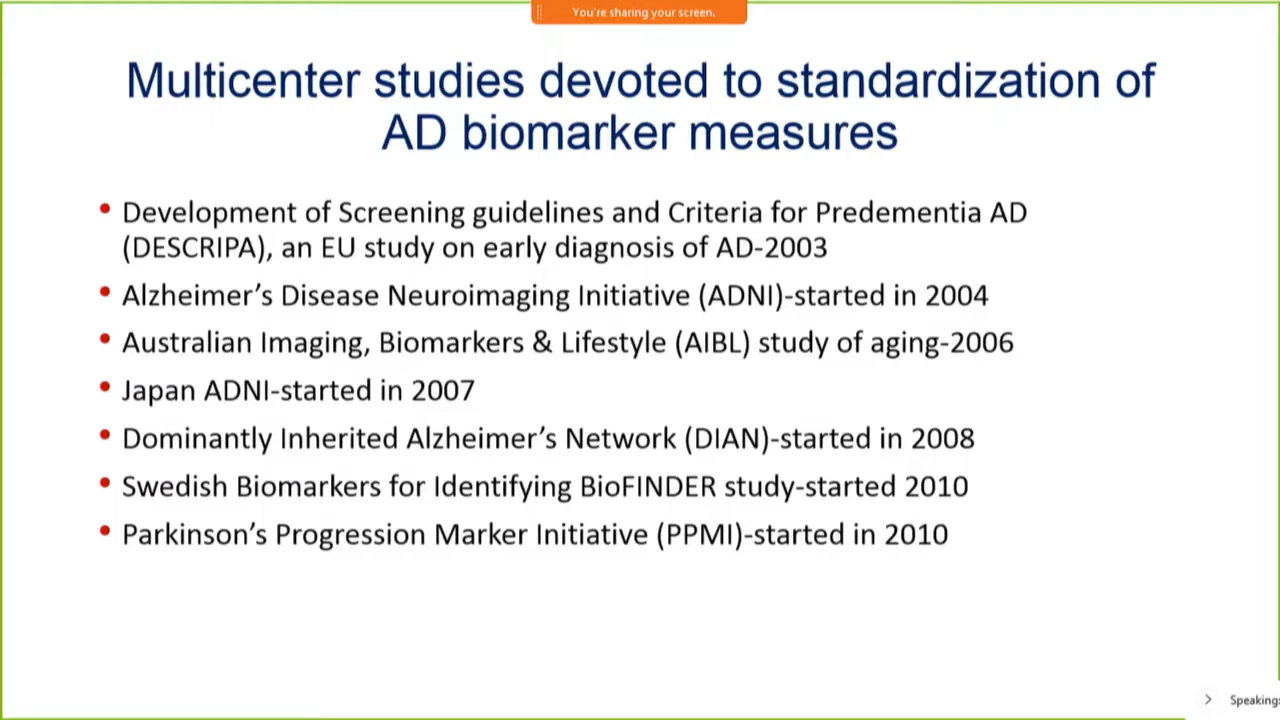 You're sharing your screen.
Multicenter studies devoted to standardization of
AD biomarker measures
• Development of Screening guidelines and Criteria for Predementia AD
(DESCRIPA), an EU study on early diagnosis of AD-2003
• Alzheimer’s Disease Neuroimaging Initiative (ADNI)-started in 2004
• Australian Imaging, Biomarkers & Lifestyle (AIBL) study of aging-2006
• Japan ADNI-started in 2007
• Dominantly Inherited Alzheimer’s Network (DIAN)-started in 2008
• Swedish Biomarkers for Identifying BioFINDER study-started 2010
• Parkinson’s Progression Marker Initiative (PPMI)-started in 2010
Speaking: